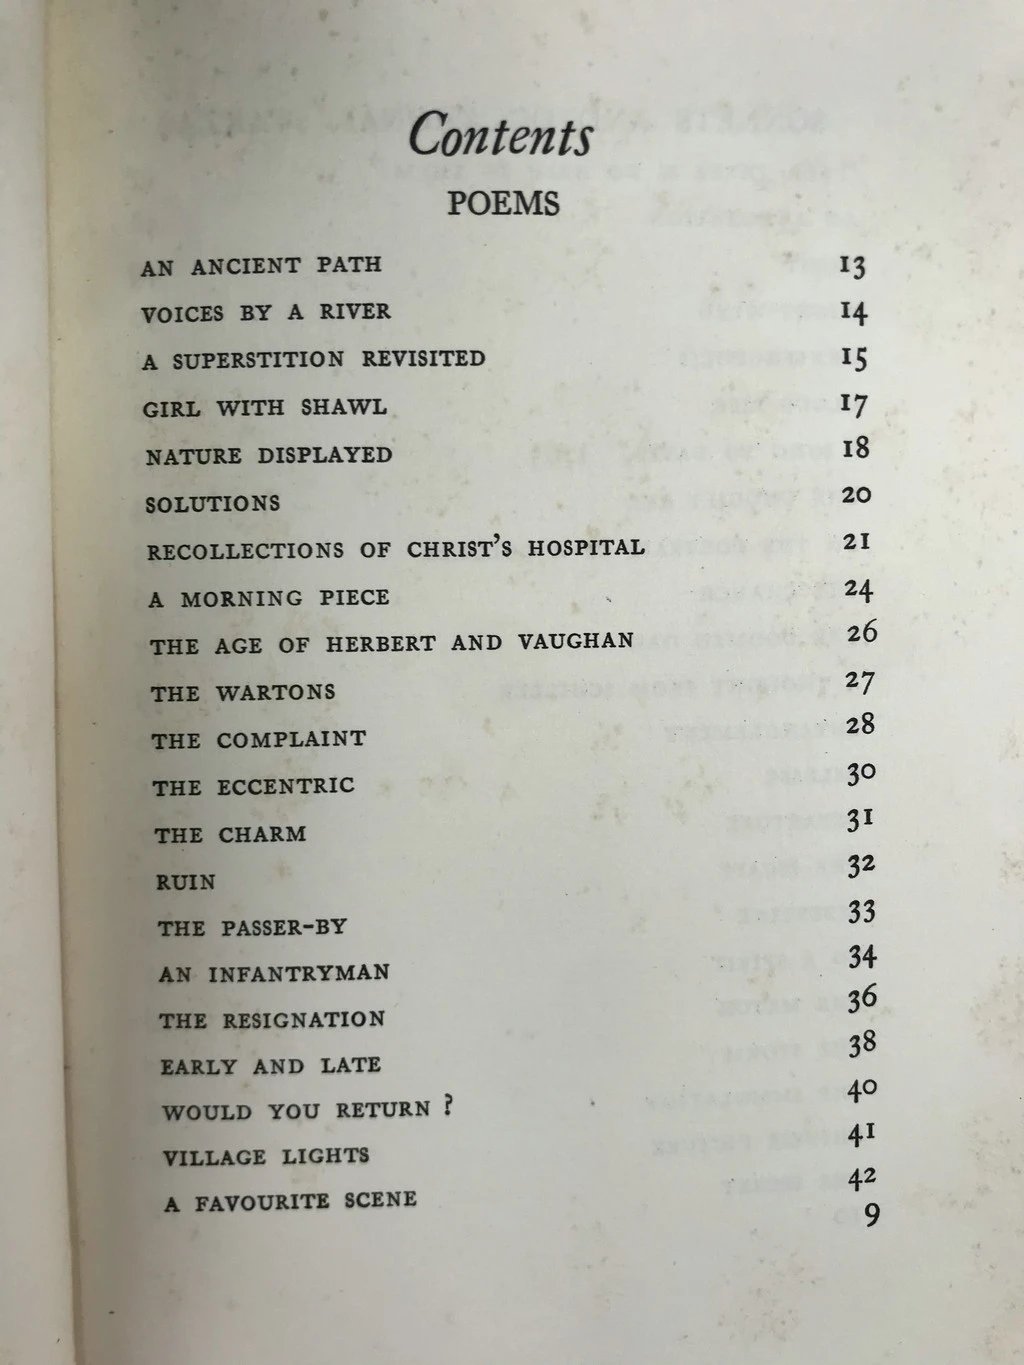 Contents
POEMS
AN ANCIENT PATH 13
VOICES BY A RIVER 14
A SUPERSTITION REVISITED 15
GIRL WITH SHAWL 17
NATURE DISPLAYED 18
SOLUTIONS 20
RECOLLECTIONS OF CHRIST'S HOSPITAL 21
A MORNING PIECE 24
THE AGE OF HERBERT AND VAUGHAN 26
THE WARTONS 27
THE COMPLAINT 28
THE ECCENTRIC 30
THE CHARM 31
RUIN 32
THE PASSER-BY 33
AN INFANTRYMAN 34
THE RESIGNATION 36
EARLY AND LATE 38
WOULD YOU RETURN ? 40
VILLAGE LIGHTS 41
A FAVOURITE SCENE 42
9